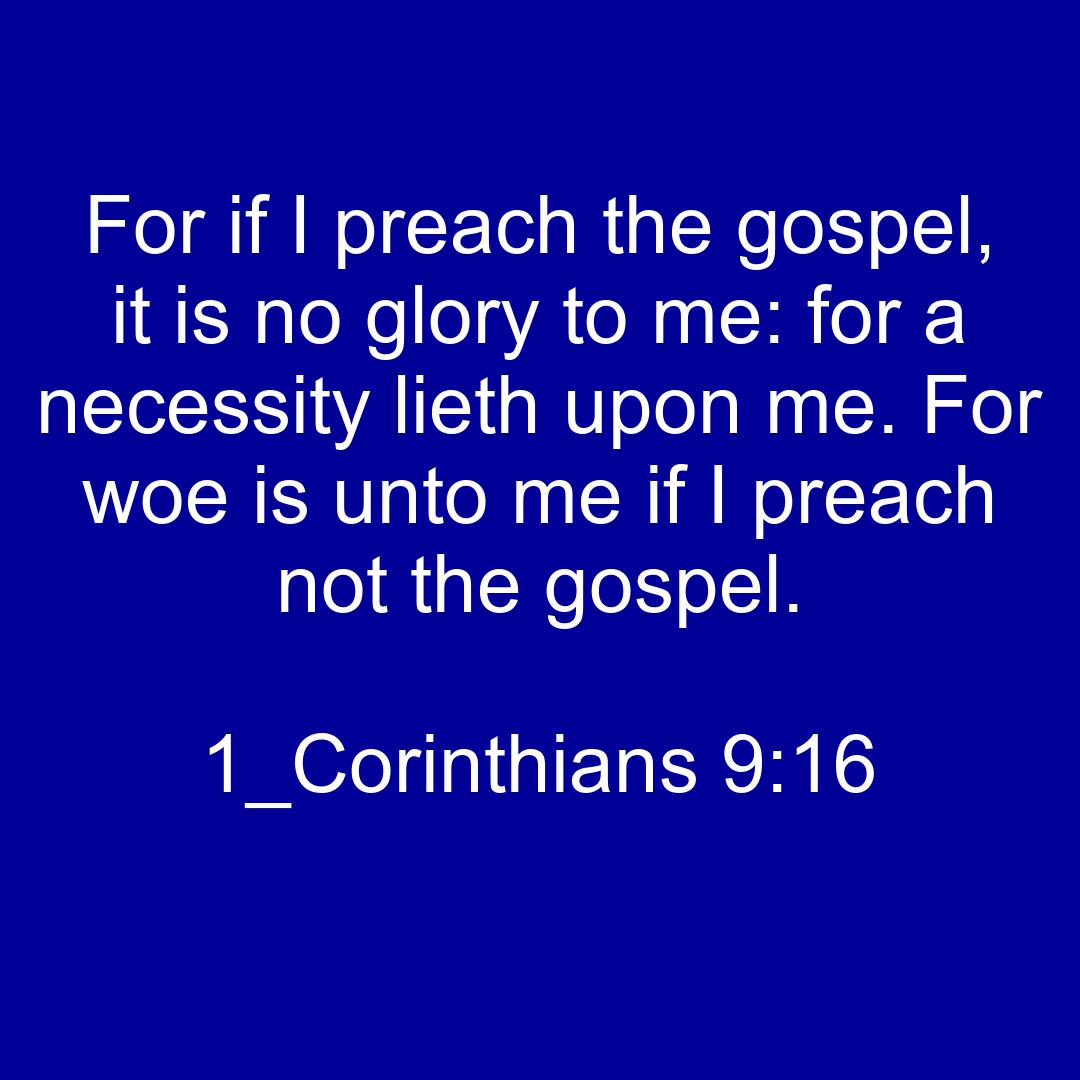 For if I preach the gospel,
it is no glory to me: for a
necessity lieth upon me. For
woe is unto me if I preach
not the gospel.
1_Corinthians 9:16